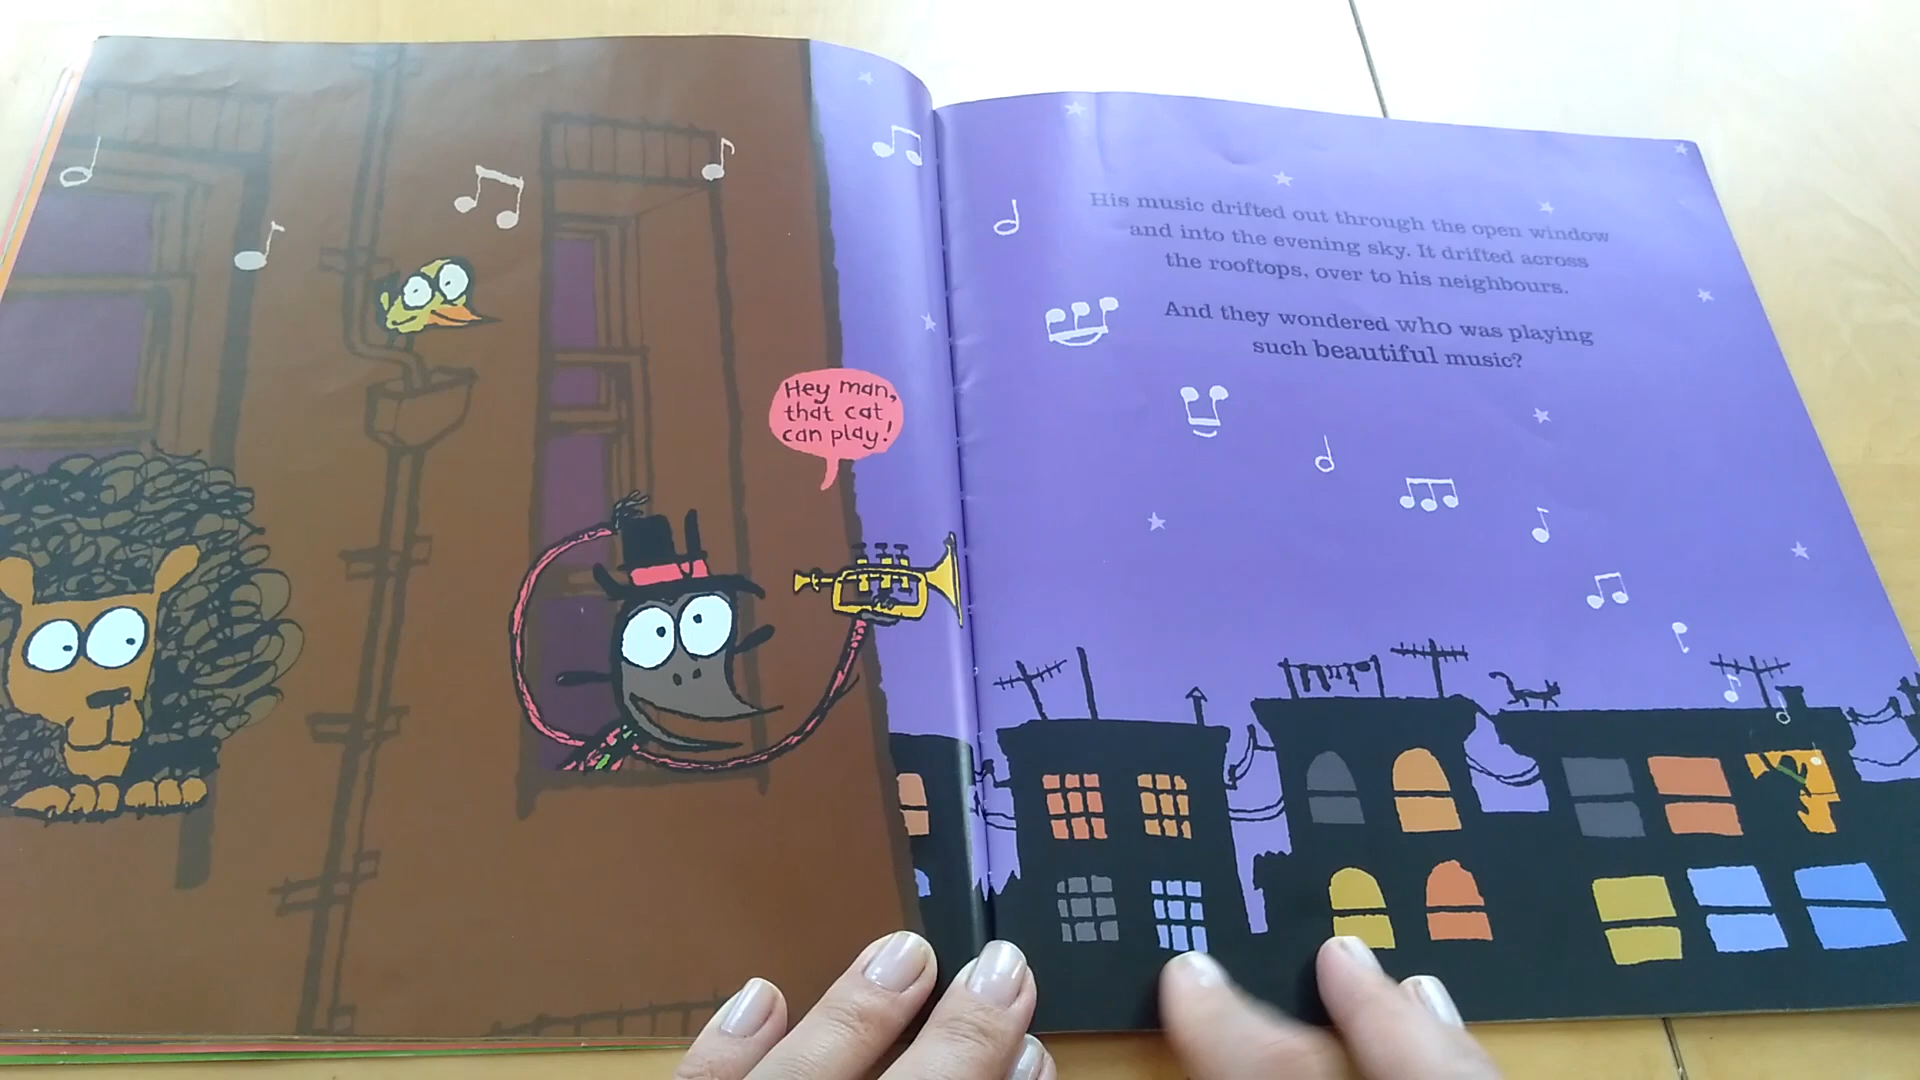 Hey man,
that cat
can play!
His music drifted out through the open window
and into the evening sky. It drifted across
the rooftops, over to his neighbours.
And they wondered who was playing
such beautiful music?